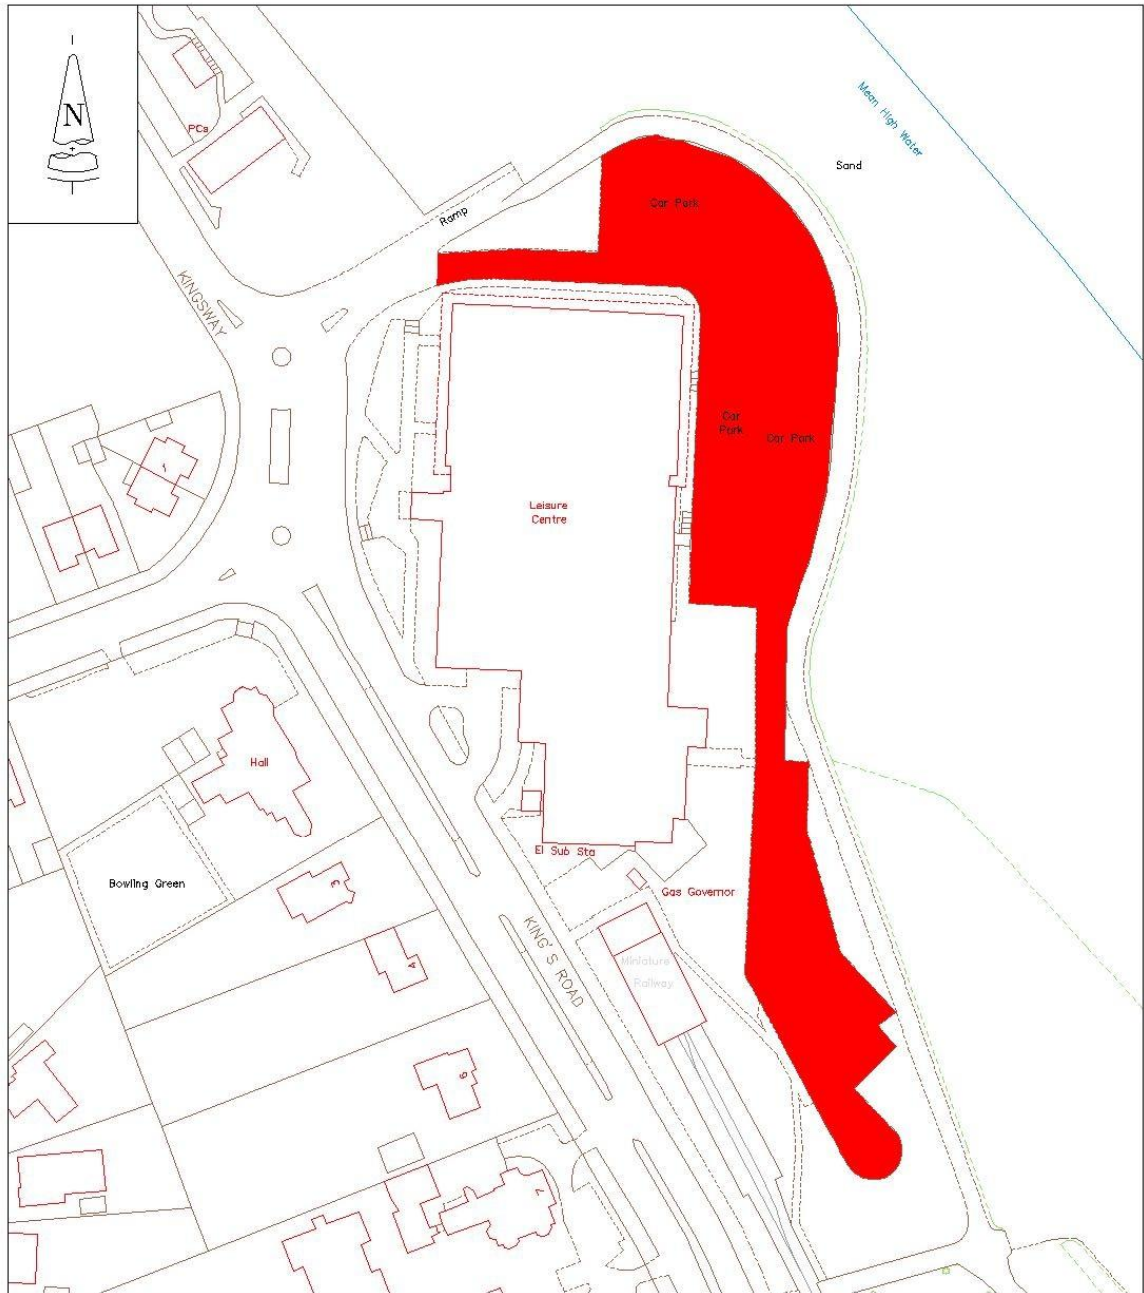 N
PCs
Mean High Water
Sand
Car Park
Ramp
KINGSWAY
Car
Park
Car Park
1
Leisure
Centre
Hall
El Sub Sta
Bowling Green
3
Gas Governor
KING'S ROAD
4
Miniature
Railway
6
7